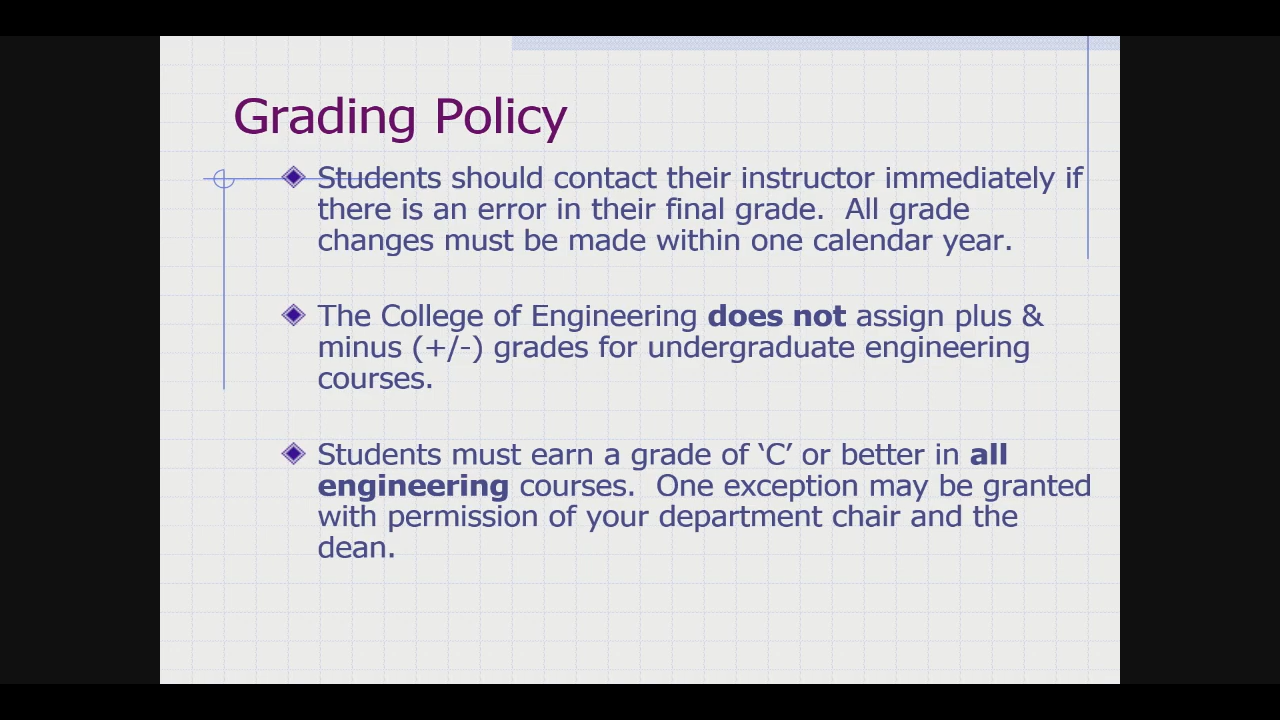 Grading Policy
Students should contact their instructor immediately if
there is an error in their final grade.  All grade
changes must be made within one calendar year.
The College of Engineering does not assign plus &
minus (+/-) grades for undergraduate engineering
courses.
Students must earn a grade of ‘C’ or better in all
engineering courses.  One exception may be granted
with permission of your department chair and the
dean.